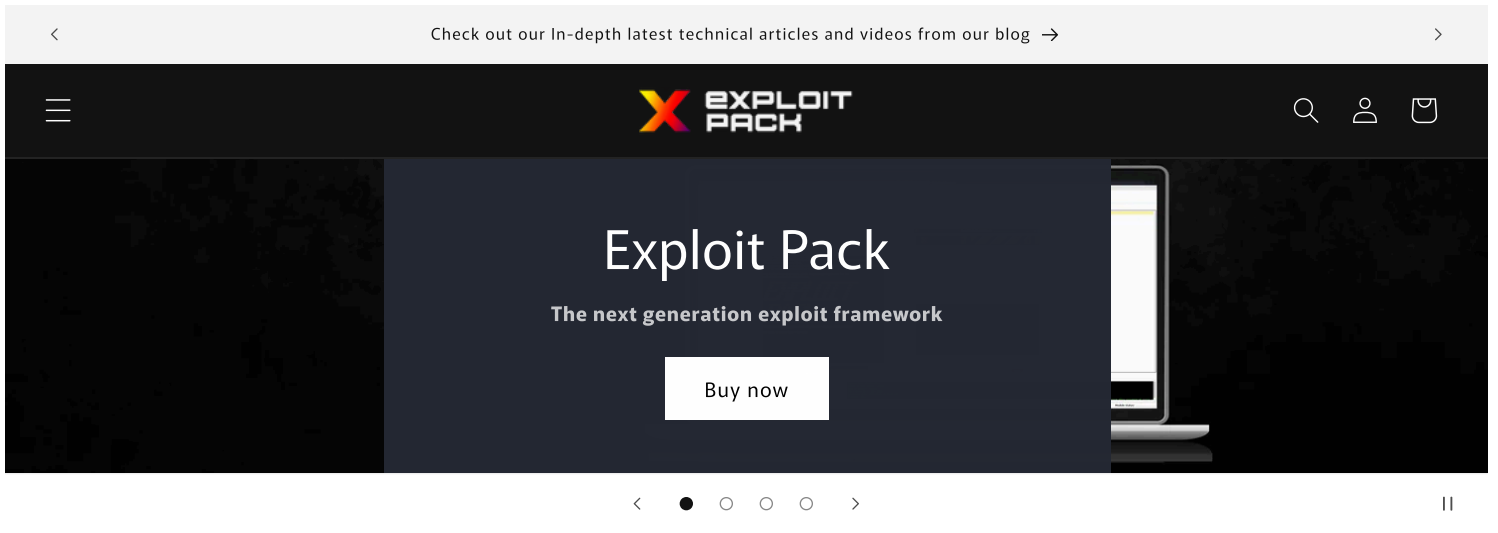 Check out our In-depth latest technical articles and videos from our blog →
EXPLOIT
PACK
Exploit Pack
The next generation exploit framework
Buy now